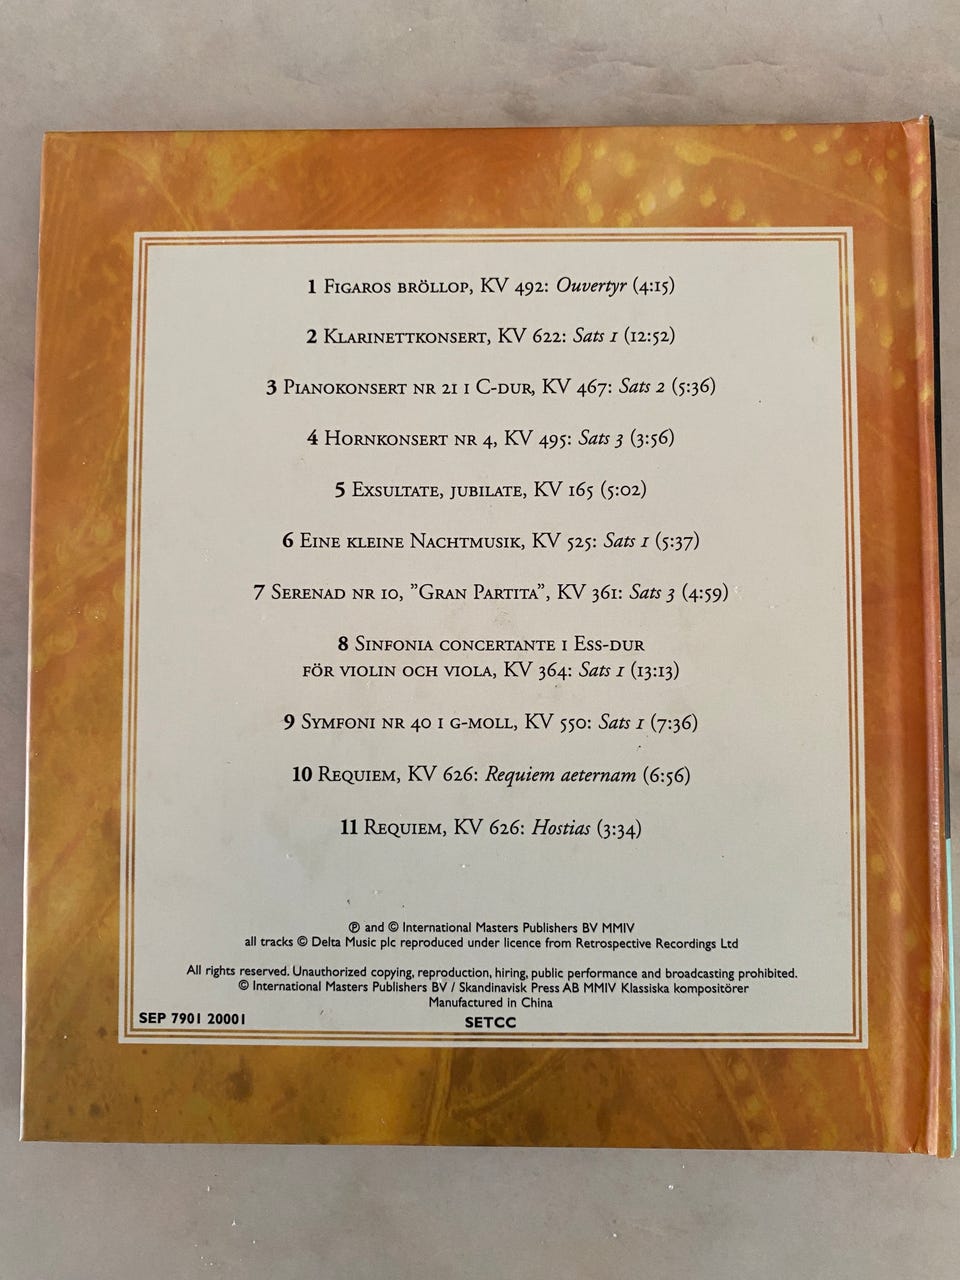 1 Figaros bröllop, KV 492: Ouvertyr (4:15)
2 Klarinettkonsert, KV 622: Sats 1 (12:52)
3 Pianokonsert nr 21 i C-dur, KV 467: Sats 2 (5:36)
4 Hornkonsert nr 4, KV 495: Sats 3 (3:56)
5 Exsultate, jubilate, KV 165 (5:02)
6 Eine kleine Nachtmusik, KV 525: Sats 1 (5:37)
7 Serenad nr 10, ”Gran Partita”, KV 361: Sats 3 (4:59)
8 Sinfonia concertante i Ess-dur
för violin och viola, KV 364: Sats 1 (13:13)
9 Symfoni nr 40 i g-moll, KV 550: Sats 1 (7:36)
10 Requiem, KV 626: Requiem aeternam (6:56)
11 Requiem, KV 626: Hostias (3:34)
℗ and © International Masters Publishers BV MMIV
all tracks © Delta Music plc reproduced under licence from Retrospective Recordings Ltd
All rights reserved. Unauthorized copying, reproduction, hiring, public performance and broadcasting prohibited.
© International Masters Publishers BV / Skandinavisk Press AB MMIV Klassiska kompositörer
Manufactured in China
SEP 7901 20001
SETCC